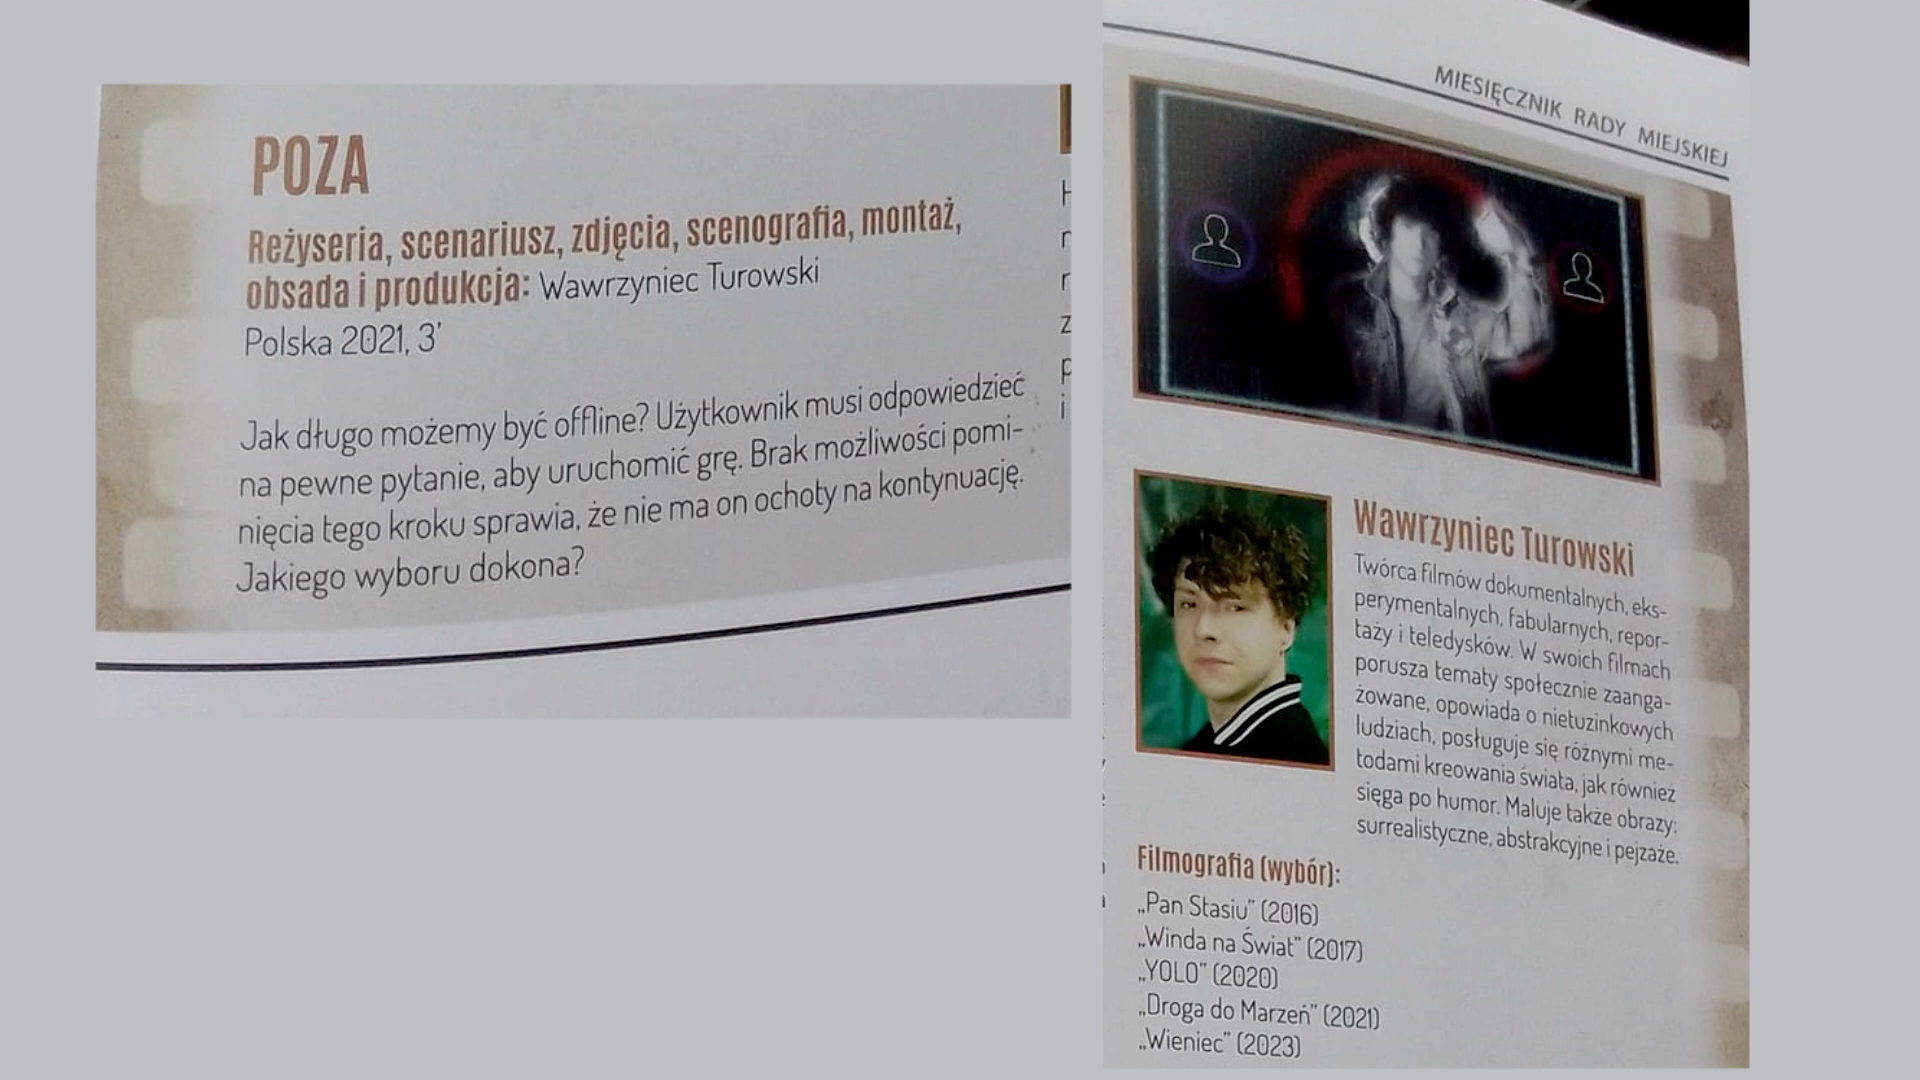 POZA
Reżyseria, scenariusz, zdjęcia, scenografia, montaż,
obsada i produkcja: Wawrzyniec Turowski
Polska 2021, 3'
Jak długo możemy być offline? Użytkownik musi odpowiedzieć
na pewne pytanie, aby uruchomić grę. Brak możliwości pomi-
nięcia tego kroku sprawia, że nie ma on ochoty na kontynuację.
Jakiego wyboru dokona?
MIESIĘCZNIK RADY MIEJSKIEJ
Wawrzyniec Turowski
Twórca filmów dokumentalnych, eks-
perymentalnych, fabularnych, repor-
taży i teledysków. W swoich filmach
porusza tematy społecznie zaanga-
żowane, opowiada o nietuzinkowych
ludziach, posługuje się różnymi me-
todami kreowania świata, jak również
sięga po humor. Maluje także obrazy:
surrealistyczne, abstrakcyjne i pejzaże.
Filmografia (wybór):
„Pan Stasiu" (2016)
„Winda na Świat" (2017)
„YOLO" (2020)
„Droga do Marzeń" (2021)
„Wieniec" (2023)